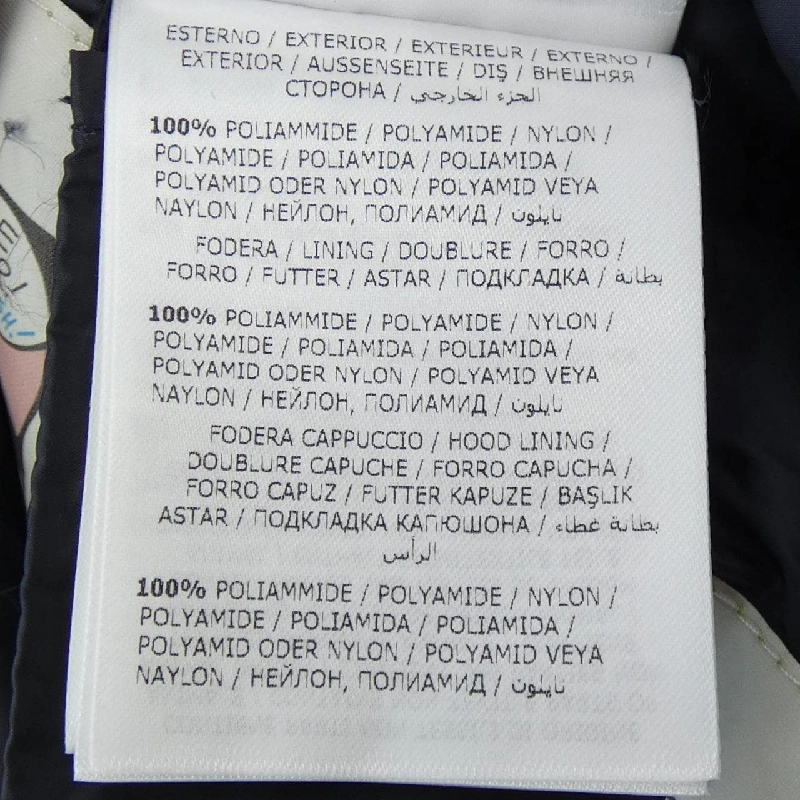 ESTERNO / EXTERIOR / EXTERIEUR / EXTERNO /
EXTERIOR / AUSSENSEITE / DIŞ / ВНЕШНЯЯ
СТОРОНА / الجزء الخارجي
100% POLIAMMIDE / POLYAMIDE / NYLON /
POLYAMIDE / POLIAMIDA / POLIAMIDA /
POLYAMID ODER NYLON / POLYAMID VEYA
NAYLON / НЕЙЛОН, ПОЛИАМИД / نايلون
FODERA / LINING / DOUBLURE / FORRO /
FORRO / FUTTER / ASTAR / ПОДКЛАДКА / بطانة
100% POLIAMMIDE / POLYAMIDE / NYLON /
POLYAMIDE / POLIAMIDA / POLIAMIDA /
POLYAMID ODER NYLON / POLYAMID VEYA
NAYLON / НЕЙЛОН, ПОЛИАМИД / نايلون
FODERA CAPPUCCIO / HOOD LINING /
DOUBLURE CAPUCHE / FORRO CAPUCHA /
FORRO CAPUZ / FUTTER KAPUZE / BAŞLIK
ASTAR / ПОДКЛАДКА КАПЮШОНА / بطانة غطاء
الرأس
100% POLIAMMIDE / POLYAMIDE / NYLON /
POLYAMIDE / POLIAMIDA / POLIAMIDA /
POLYAMID ODER NYLON / POLYAMID VEYA
NAYLON / НЕЙЛОН, ПОЛИАМИД / نايلون